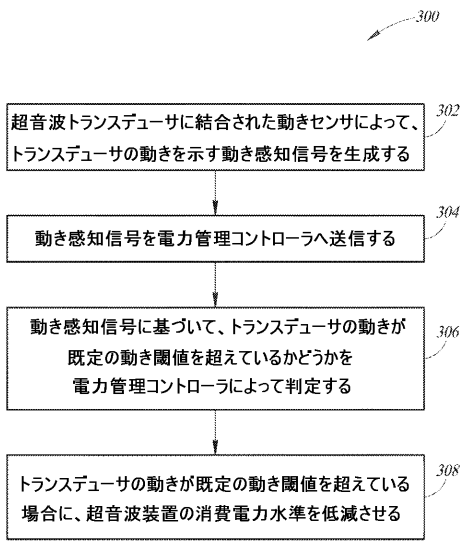 300
302
超音波トランスデューサに結合された動きセンサによって、
トランスデューサの動きを示す動き感知信号を生成する
304
動き感知信号を電力管理コントローラへ送信する
306
動き感知信号に基づいて、トランスデューサの動きが
既定の動き閾値を超えているかどうかを
電力管理コントローラによって判定する
308
トランスデューサの動きが既定の動き閾値を超えている
場合に、超音波装置の消費電力水準を低減させる